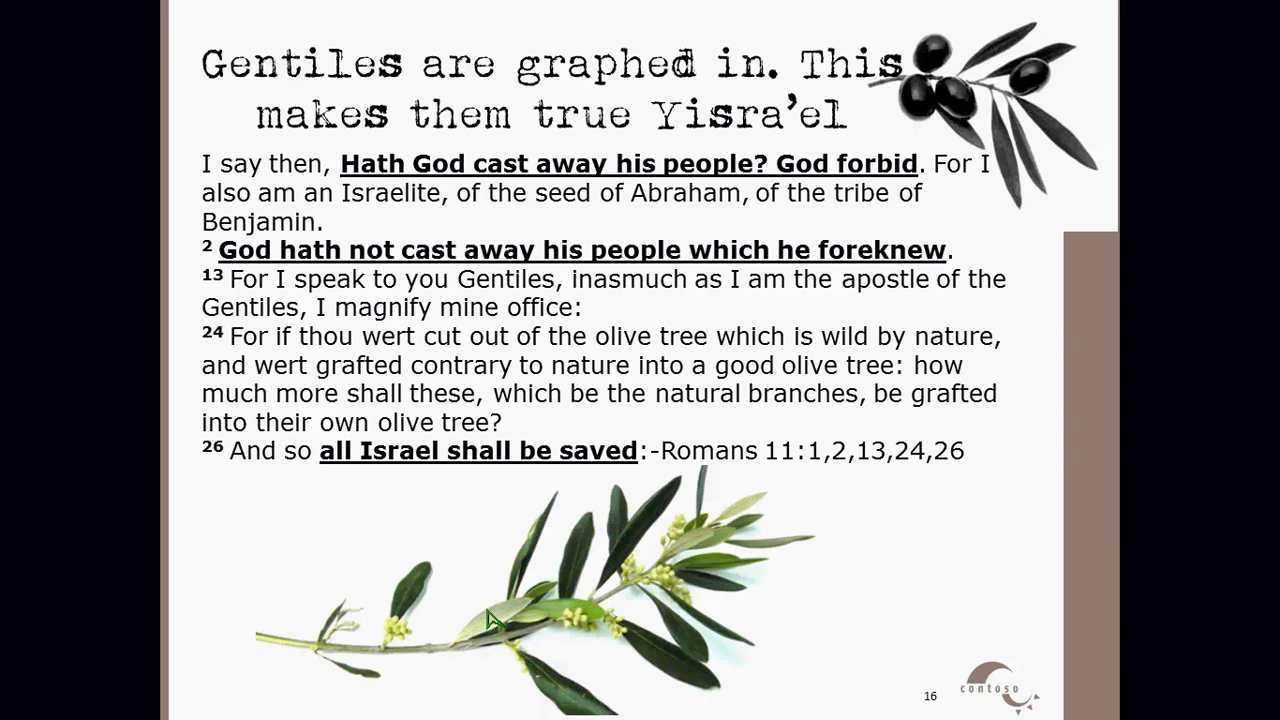 Gentiles are graphed in. This
makes them true Yisra’el
I say then, Hath God cast away his people? God forbid. For I
also am an Israelite, of the seed of Abraham, of the tribe of
Benjamin.
2 God hath not cast away his people which he foreknew.
13 For I speak to you Gentiles, inasmuch as I am the apostle of the
Gentiles, I magnify mine office:
24 For if thou wert cut out of the olive tree which is wild by nature,
and wert grafted contrary to nature into a good olive tree: how
much more shall these, which be the natural branches, be grafted
into their own olive tree?
26 And so all Israel shall be saved:-Romans 11:1,2,13,24,26
16
contoso